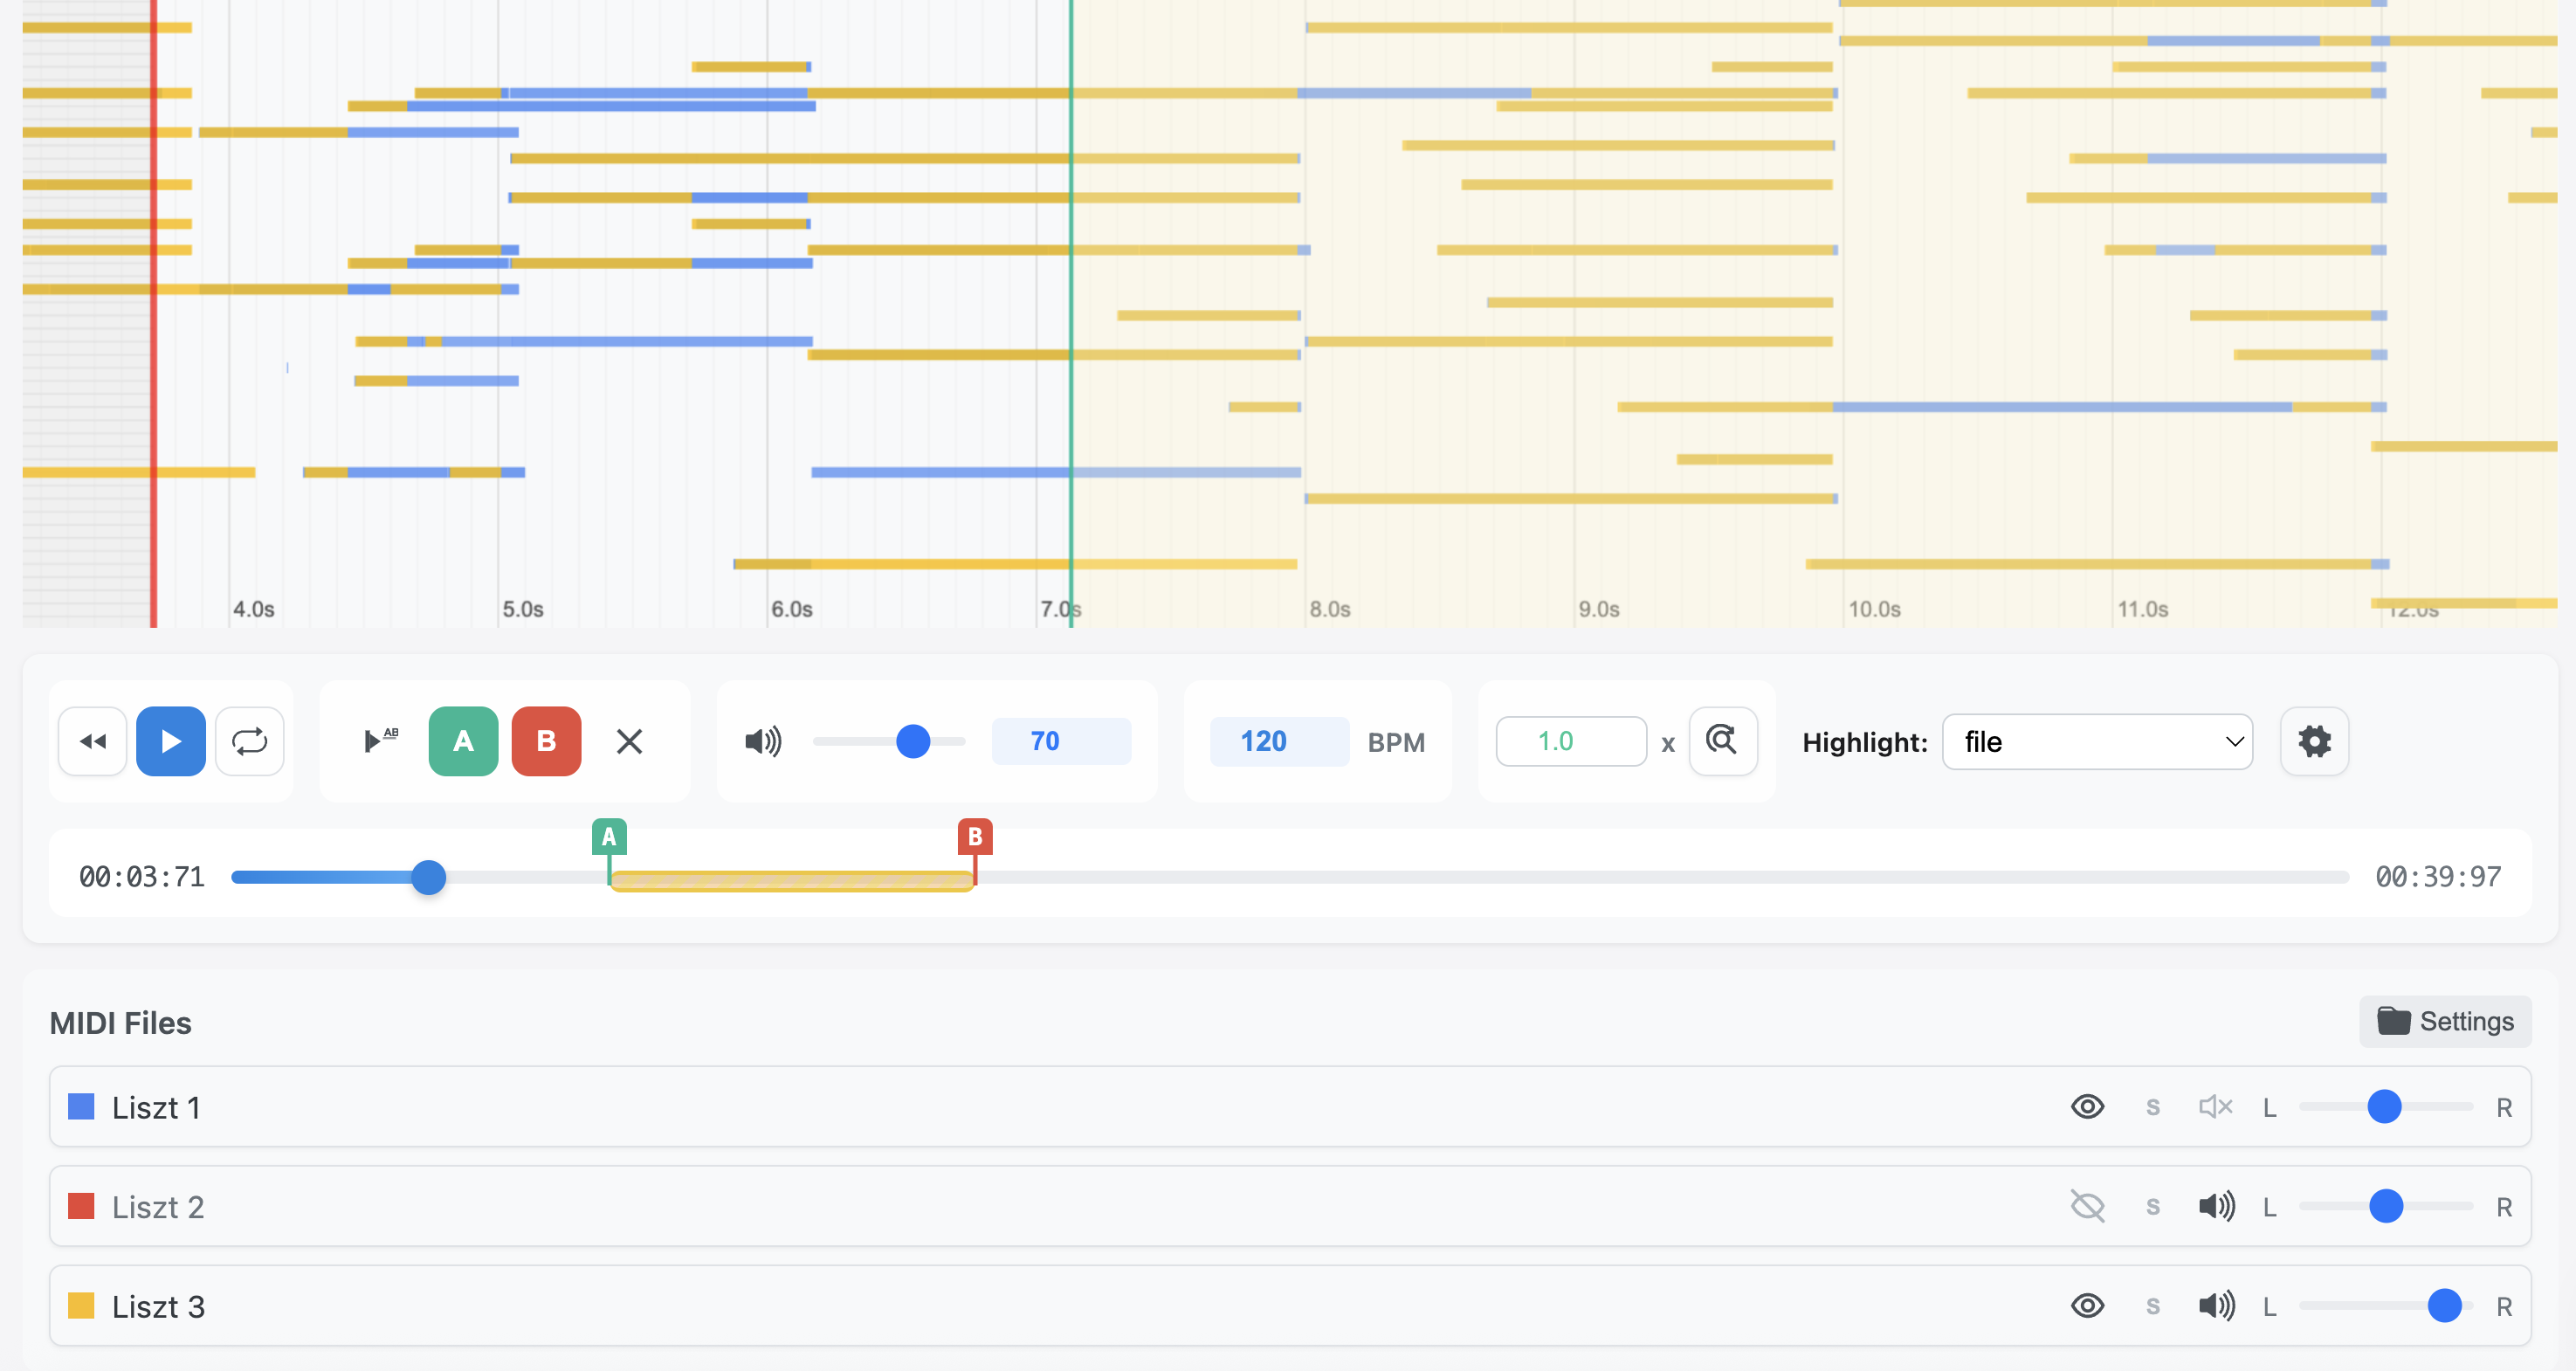 4.0s 5.0s 6.0s 7.0s 8.0s 9.0s 10.0s 11.0s 12.0s
AB A B 70 120 BPM 1.0 x Highlight: file
A B
00:03:71 00:39:97
MIDI Files Settings
Liszt 1 S L R
Liszt 2 S L R
Liszt 3 S L R